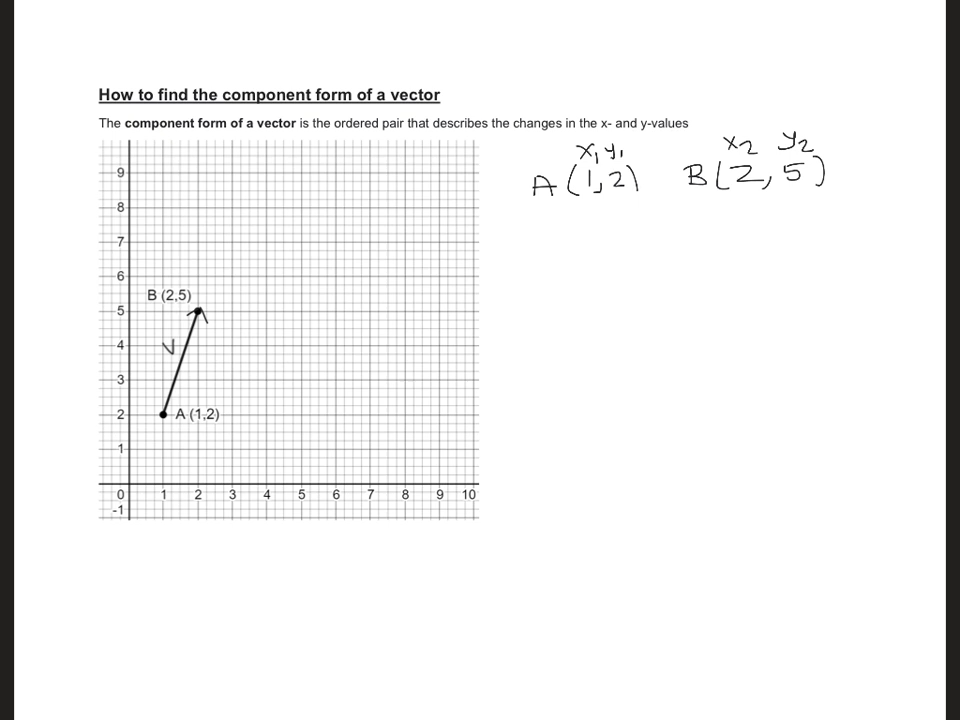 How to find the component form of a vector
The component form of a vector is the ordered pair that describes the changes in the x- and y-values
x₁ y₁ x₂ y₂
A (1,2) B (2,5)
9
8
7
6
B (2,5)
5
4
V
3
2
A (1,2)
1
0 1 2 3 4 5 6 7 8 9 10
-1